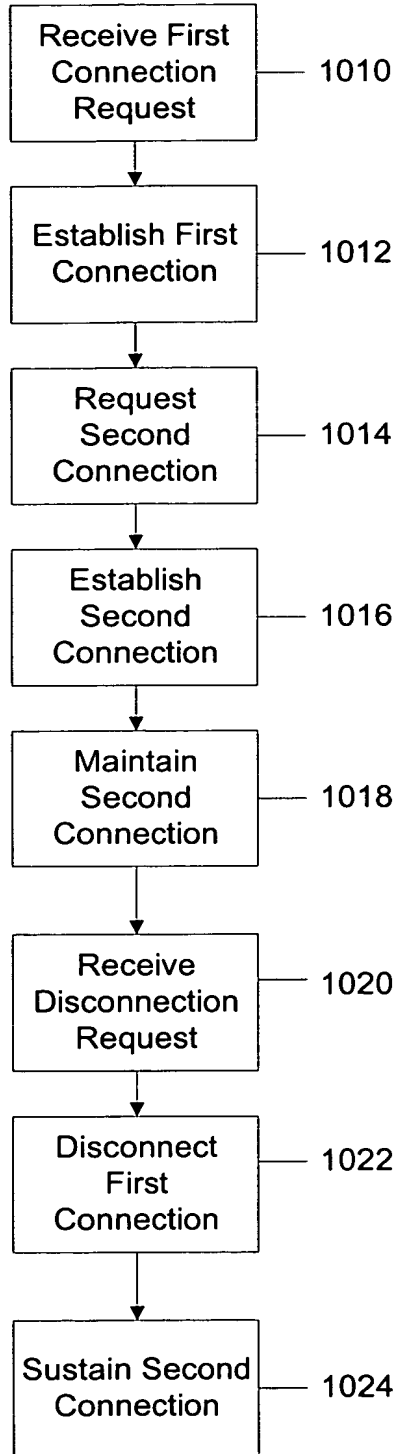 Receive First
Connection
Request
1010
Establish First
Connection
1012
Request
Second
Connection
1014
Establish
Second
Connection
1016
Maintain
Second
Connection
1018
Receive
Disconnection
Request
1020
Disconnect
First
Connection
1022
Sustain Second
Connection
1024